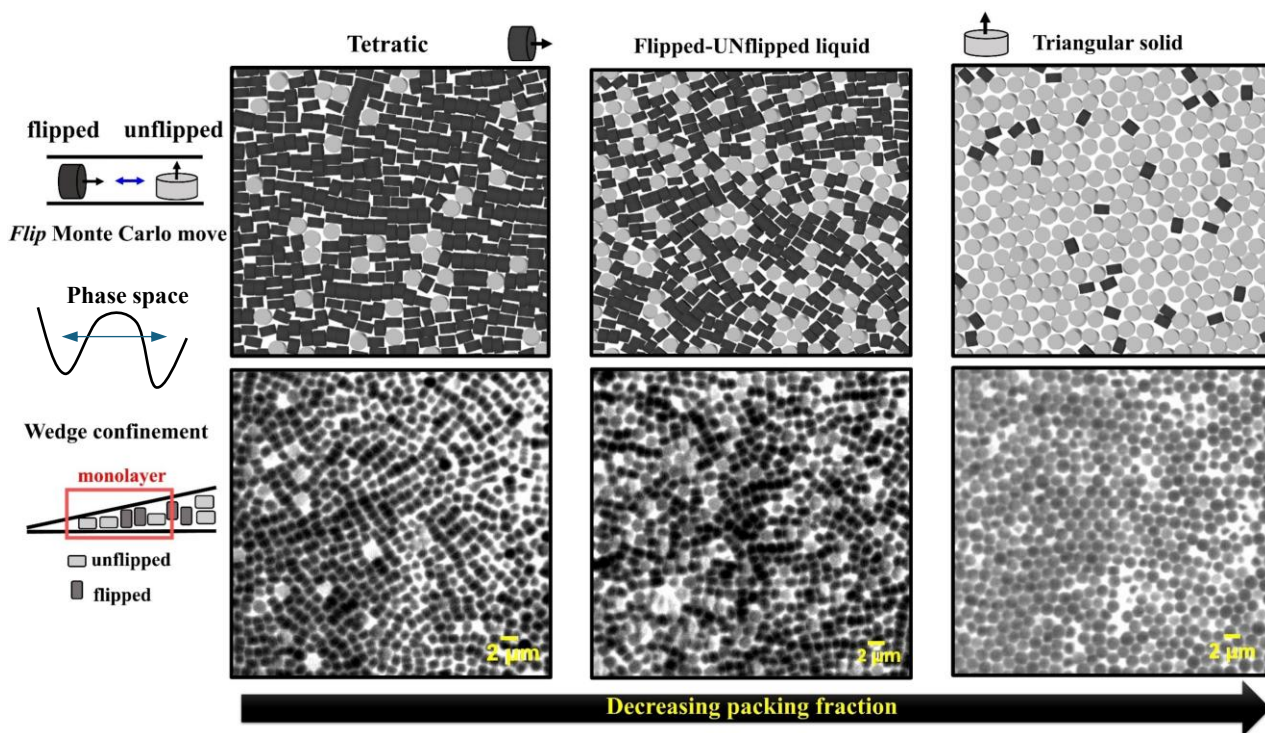 Tetratic
Flipped-UNflipped liquid
Triangular solid
flipped unflipped
Flip Monte Carlo move
Phase space
Wedge confinement
monolayer
unflipped
flipped
2 μm
2 μm
2 μm
Decreasing packing fraction